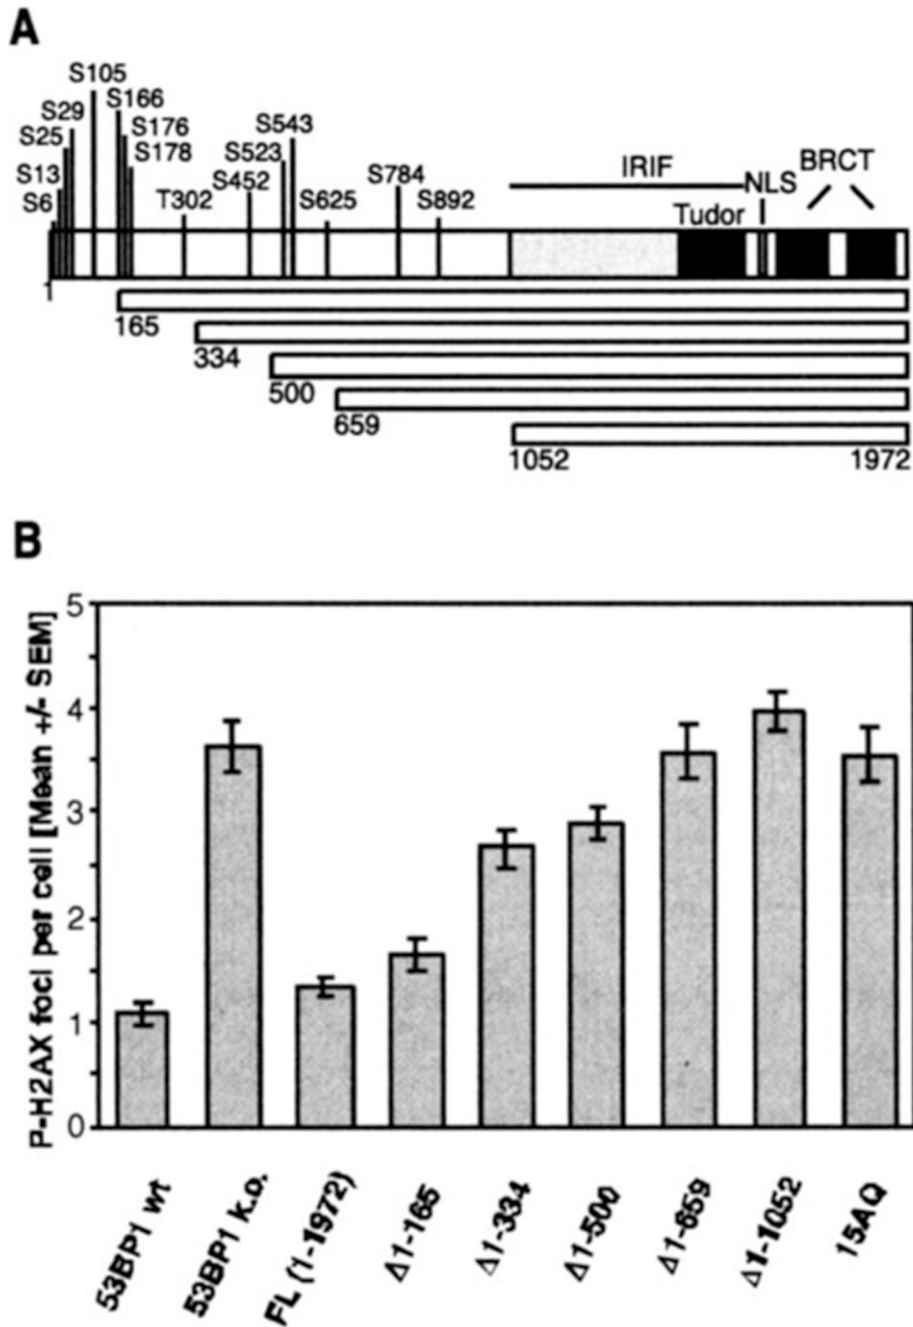 A
S105
S29
S166
S25
S176
S543
S13
S178
S523
S6
T302
S452
S625
S784
S892
IRIF
NLS
BRCT
Tudor
1
165
334
500
659
1052
1972
B
P-H2AX foci per cell [Mean +/- SEM]
5
4
3
2
1
0
53BP1 wt
53BP1 k.o.
FL (1-1972)
Δ1-165
Δ1-334
Δ1-500
Δ1-659
Δ1-1052
15AQ